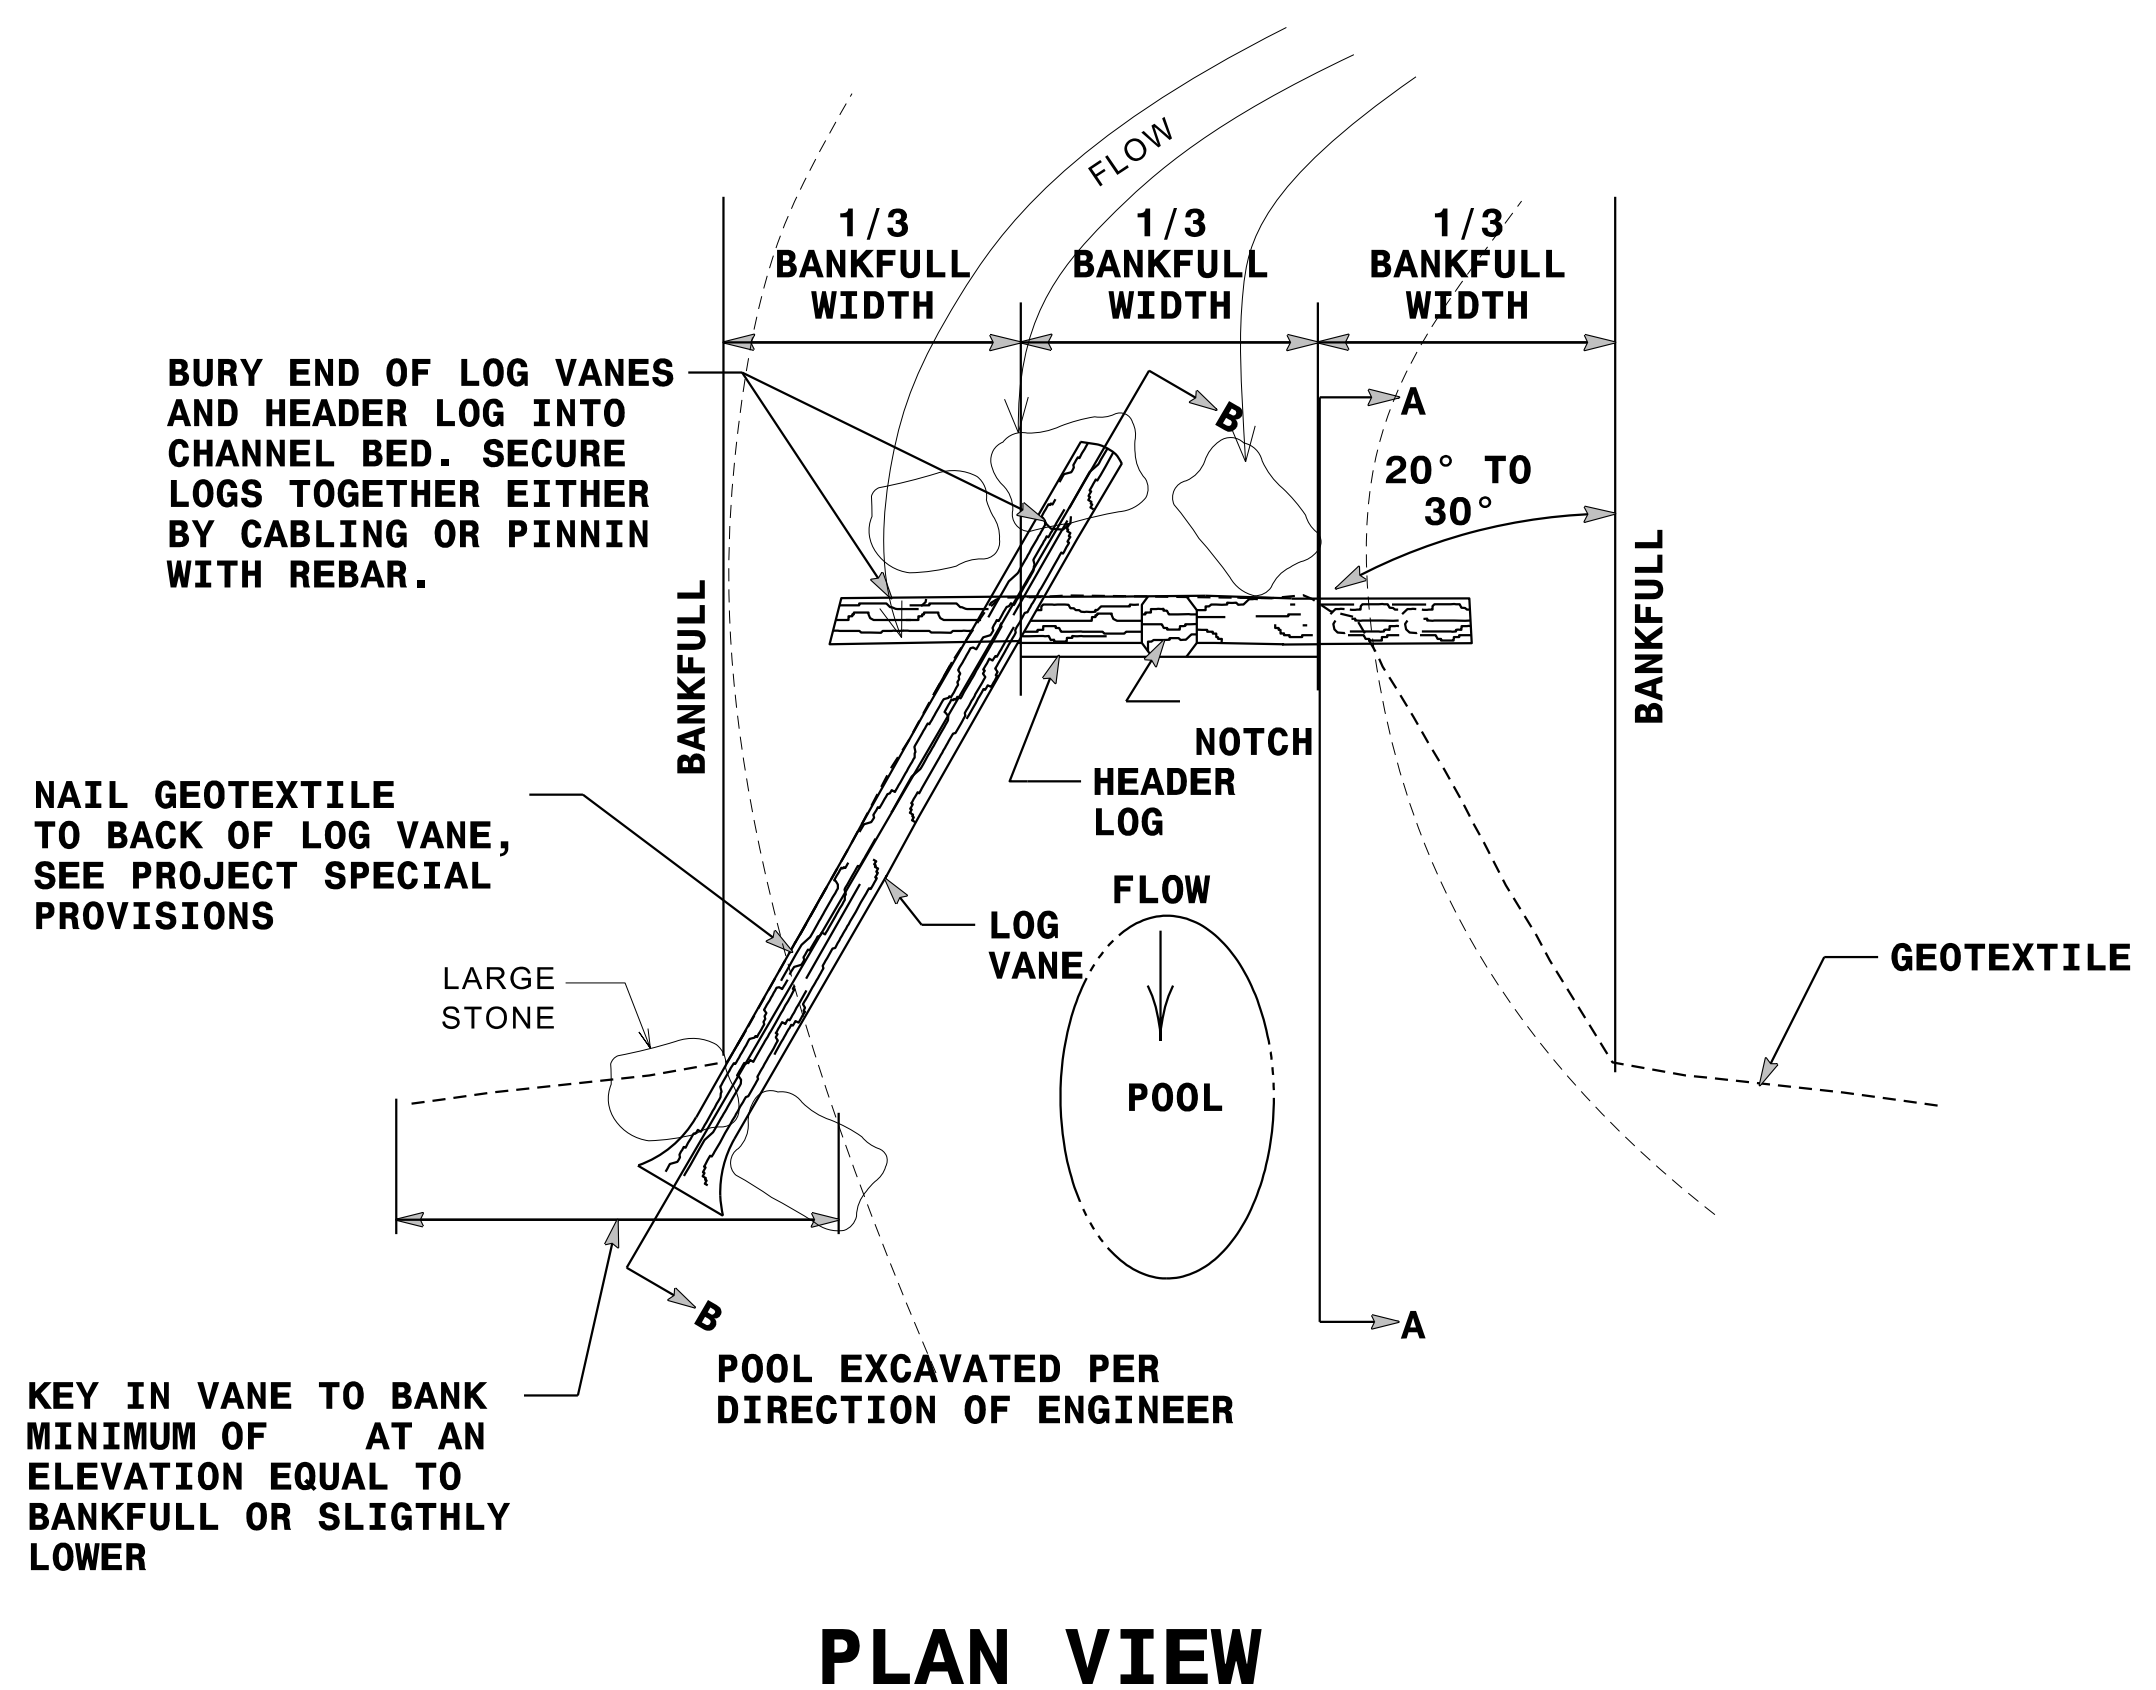 FLOW
1/3
BANKFULL
WIDTH
1/3
BANKFULL
WIDTH
1/3
BANKFULL
WIDTH
BURY END OF LOG VANES
AND HEADER LOG INTO
CHANNEL BED. SECURE
LOGS TOGETHER EITHER
BY CABLING OR PINNIN
WITH REBAR.
B
A
20° TO
30°
BANKFULL
BANKFULL
NOTCH
HEADER
LOG
NAIL GEOTEXTILE
TO BACK OF LOG VANE,
SEE PROJECT SPECIAL
PROVISIONS
FLOW
LOG
VANE
GEOTEXTILE
LARGE
STONE
POOL
B
A
POOL EXCAVATED PER
DIRECTION OF ENGINEER
KEY IN VANE TO BANK
MINIMUM OF    AT AN
ELEVATION EQUAL TO
BANKFULL OR SLIGTHLY
LOWER
PLAN VIEW